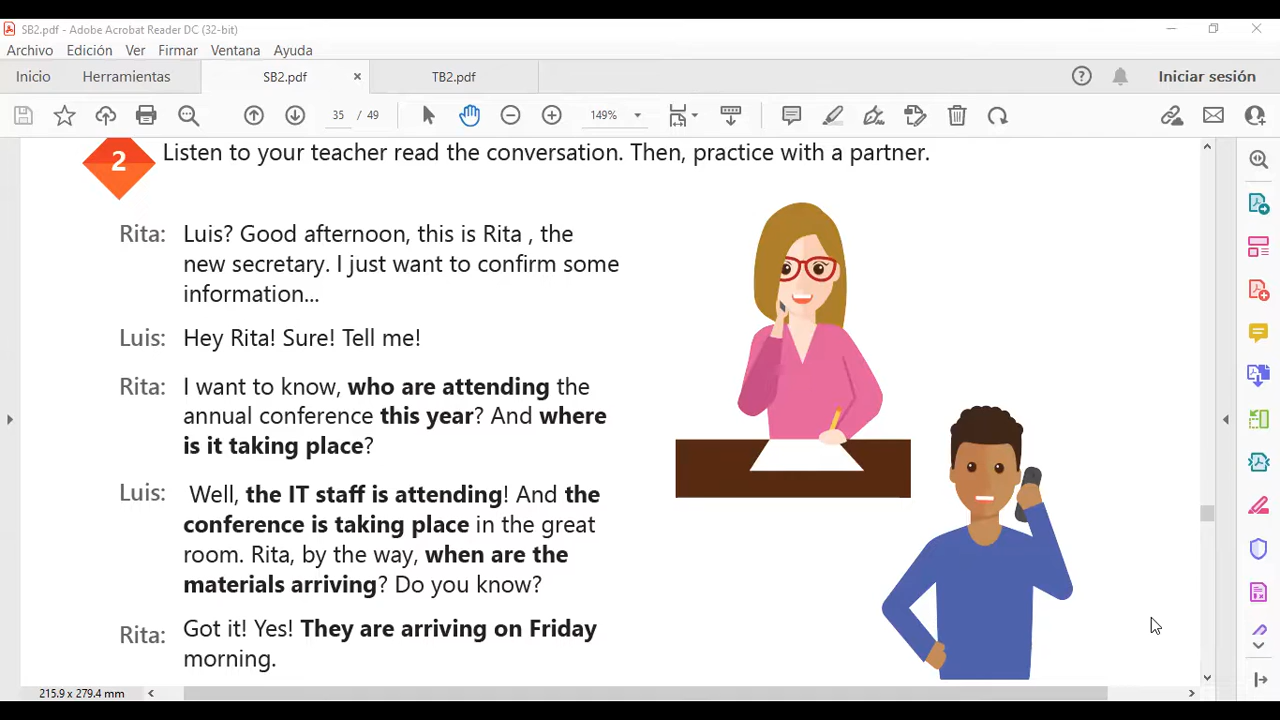 SB2.pdf - Adobe Acrobat Reader DC (32-bit)
Archivo Edición Ver Firmar Ventana Ayuda
Inicio Herramientas SB2.pdf × TB2.pdf Iniciar sesión
35 / 49 149%
2 Listen to your teacher read the conversation. Then, practice with a partner.
Rita: Luis? Good afternoon, this is Rita , the
new secretary. I just want to confirm some
information...
Luis: Hey Rita! Sure! Tell me!
Rita: I want to know, who are attending the
annual conference this year? And where
is it taking place?
Luis: Well, the IT staff is attending! And the
conference is taking place in the great
room. Rita, by the way, when are the
materials arriving? Do you know?
Rita: Got it! Yes! They are arriving on Friday
morning.
215.9 x 279.4 mm